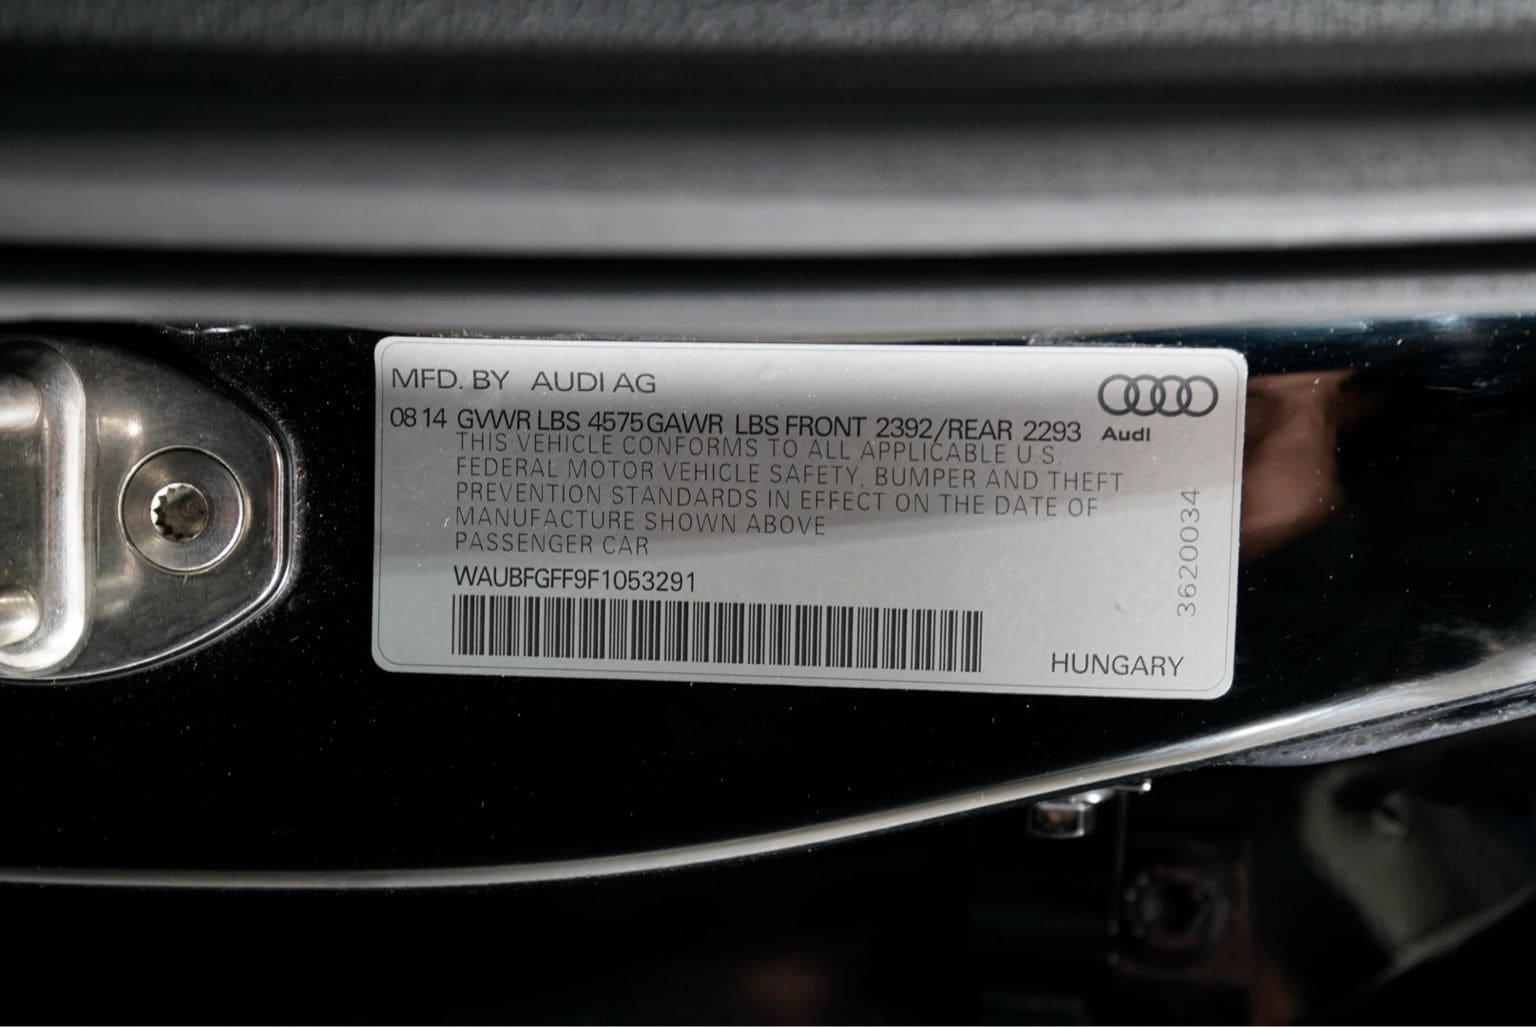 MFD. BY AUDI AG
08 14 GVWR LBS 4575 GAWR LBS FRONT 2392/REAR 2293
Audi
THIS VEHICLE CONFORMS TO ALL APPLICABLE U.S.
FEDERAL MOTOR VEHICLE SAFETY, BUMPER AND THEFT
PREVENTION STANDARDS IN EFFECT ON THE DATE OF
MANUFACTURE SHOWN ABOVE
PASSENGER CAR
WAUBFGFF9F1053291
HUNGARY
3620034